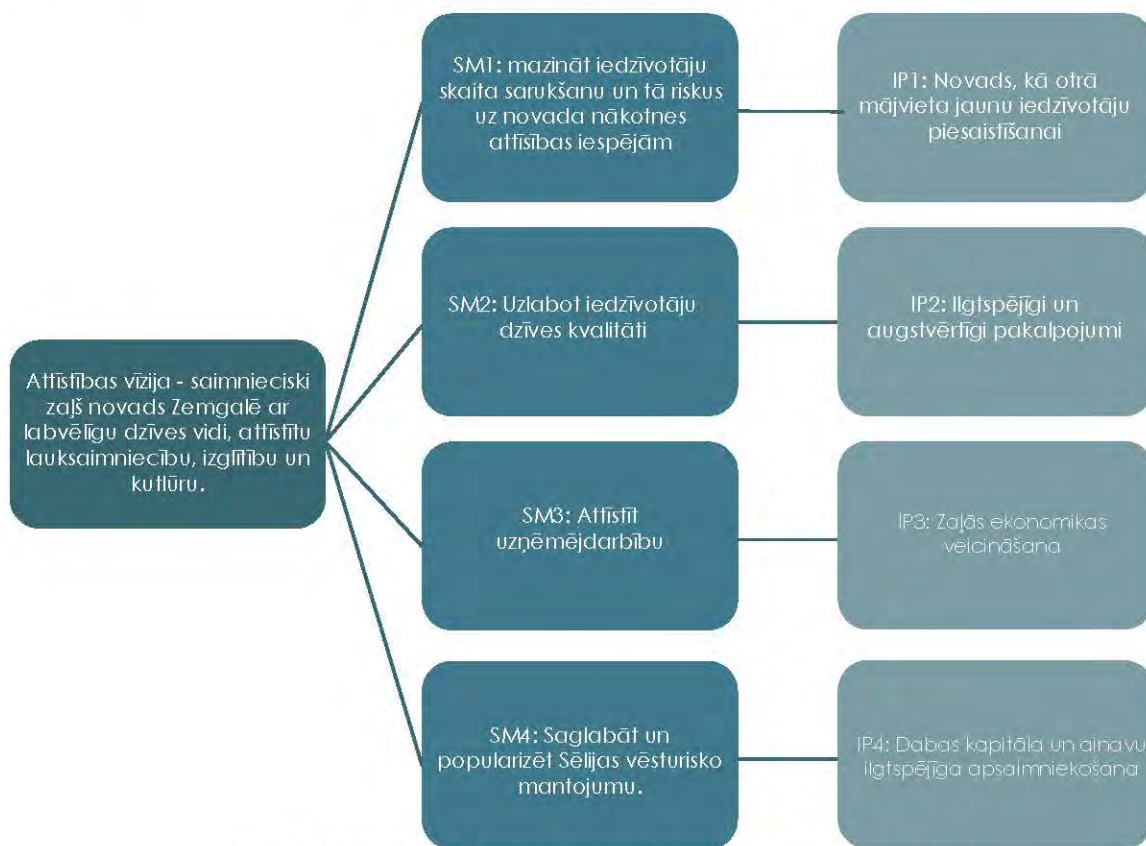 Attīstības vīzija - saimnieciski
zaļš novads Zemgalē ar
labvēlīgu dzīves vidi, attīstītu
lauksaimniecību, izglītību un
kutlūru.
SM1: mazināt iedzīvotāju
skaita sarukšanu un tā riskus
uz novada nākotnes
attīsības iespējām
IP1: Novads, kā otrā
mājvieta jaunu iedzīvotāju
piesaistīšanai
SM2: Uzlabot iedzīvotāju
dzīves kvalitāti
IP2: Ilgtspējīgi un
augstvērtīgi pakalpojumi
SM3: Attīstīt
uzņēmējdarbību
IP3: Zaļās ekonomikas
veicināšana
SM4: Saglabāt un
popularizēt Sēlijas vēsturisko
mantojumu.
IP4: Dabas kapitāla un ainavu
ilgtspējīga apsaimniekošana